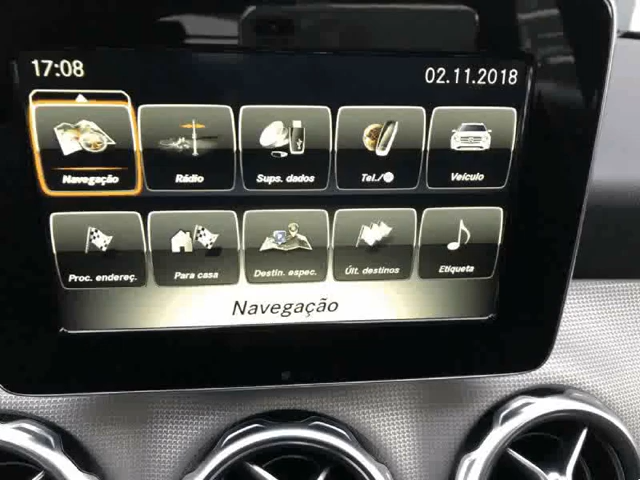 17:08
02.11.2018
Navegação
Rádio
Sups. dados
Tel./
Veículo
Proc. endereç.
Para casa
Destin. espec.
Últ. destinos
Etiqueta
Navegação